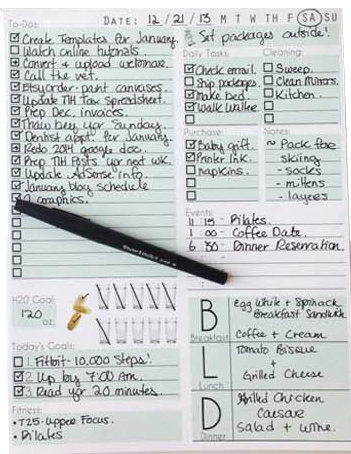 DATE: 12 / 21 / 13 M T W TH F SA SU
To-Do:
Create Templates for January.
Watch online tutorials.
Convert & upload webinare.
Call the vet.
Etsy order - paint canvases.
Update TIH Tax spreadsheet.
Prep Dec. invoices.
Thaw beef for Sunday.
Dentist appt for January.
Redo 2014 google doc.
Prep TIH Posts for next wk.
Update AdSense info.
January blog schedule
graphics.
H2O Goal:
120
oz.
Today's Goals:
1. Fitbit - 10,000 Steps!
2. Up by 7:00 Am.
3. Read for 20 minutes.
Fitness:
• T25 - upper Focus.
• Pilates
Set packages outside!
Daily Tasks:
Check email.
Ship packages.
Make bed
Walk Walkee.
Cleaning:
Sweep.
Clean Mirrors.
Kitchen.
Purchase:
Baby gift.
Printer Ink.
napkins.
Notes:
~ Pack for
skiing
- socks
- mittens
- layers
Events:
11:15 - Pilates.
1:00 - Coffee Date.
6:30 - Dinner Reservation.
B
Breakfast
Egg White + Spinach
Breakfast Sandwich
Coffee + Cream
L
Lunch
Tomato Bisque
+
Grilled Cheese
D
Dinner
Grilled Chicken
Caesar
Salad + wine.